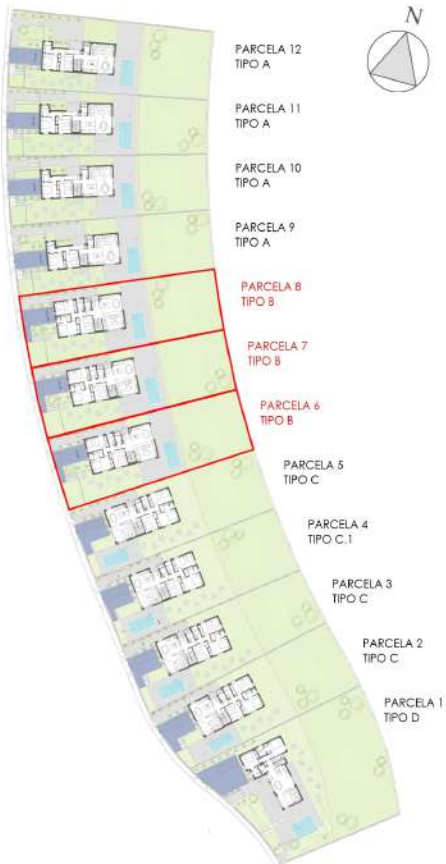 N
PARCELA 12
TIPO A
PARCELA 11
TIPO A
PARCELA 10
TIPO A
PARCELA 9
TIPO A
PARCELA 8
TIPO B
PARCELA 7
TIPO B
PARCELA 6
TIPO B
PARCELA 5
TIPO C
PARCELA 4
TIPO C.1
PARCELA 3
TIPO C
PARCELA 2
TIPO C
PARCELA 1
TIPO D